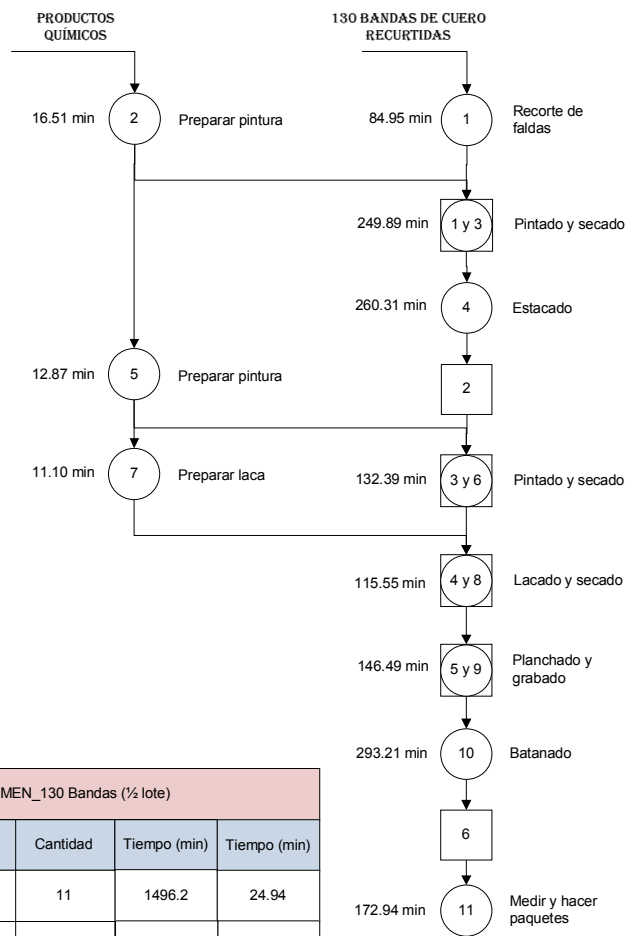 PRODUCTOS
QUÍMICOS
130 BANDAS DE CUERO
RECURTIDAS
16.51 min
2
Preparar pintura
84.95 min
1
Recorte de
faldas
249.89 min
1 y 3
Pintado y secado
260.31 min
4
Estacado
12.87 min
5
Preparar pintura
2
11.10 min
7
Preparar laca
132.39 min
3 y 6
Pintado y secado
115.55 min
4 y 8
Lacado y secado
146.49 min
5 y 9
Planchado y
grabado
293.21 min
10
Batanado
6
172.94 min
11
Medir y hacer
paquetes
MEN_130 Bandas (½ lote)
Cantidad
Tiempo (min)
Tiempo (min)
11
1496.2
24.94